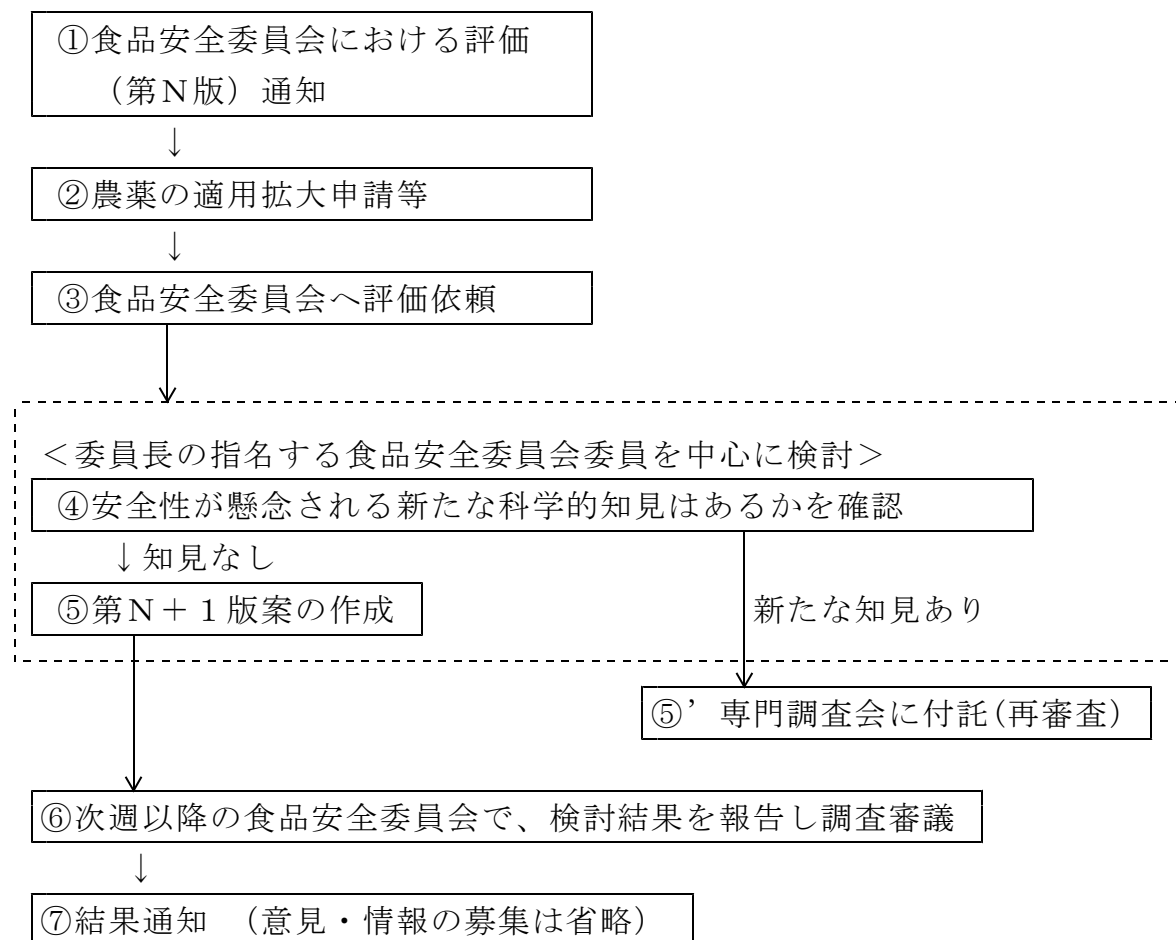 ①食品安全委員会における評価
（第Ｎ版）通知
↓
②農薬の適用拡大申請等
↓
③食品安全委員会へ評価依頼
＜委員長の指名する食品安全委員会委員を中心に検討＞
④安全性が懸念される新たな科学的知見はあるかを確認
↓知見なし
⑤第Ｎ＋１版案の作成
新たな知見あり
⑤’専門調査会に付託(再審査)
⑥次週以降の食品安全委員会で、検討結果を報告し調査審議
↓
⑦結果通知　（意見・情報の募集は省略）